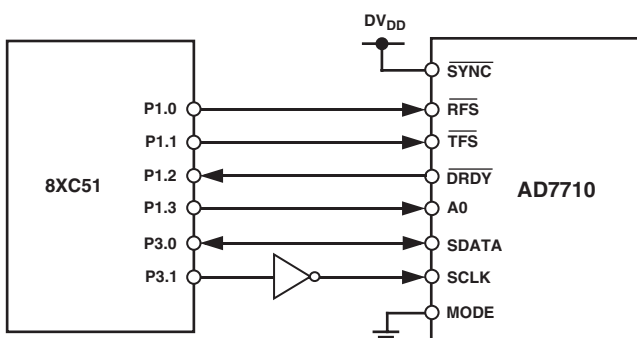 DVDD
SYNC
P1.0
RFS
P1.1
TFS
P1.2
DRDY
8XC51
AD7710
P1.3
A0
P3.0
SDATA
P3.1
SCLK
MODE